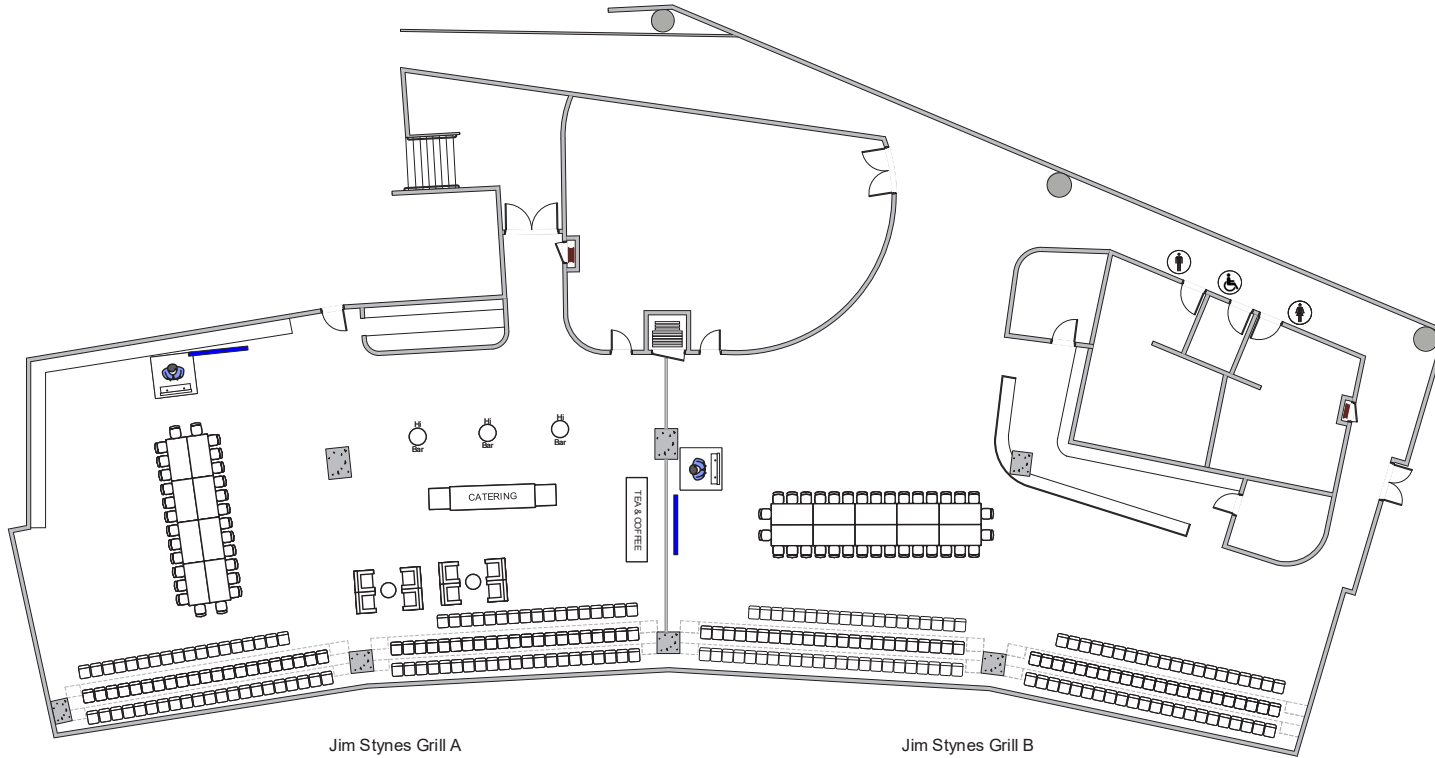 Hi
Bar
Hi
Bar
Hi
Bar
CATERING
TEA & COFFEE
Jim Stynes Grill A
Jim Stynes Grill B